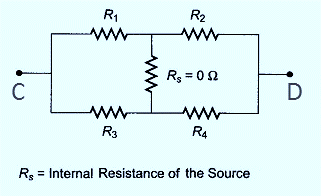 R₁ R₂
Rₛ = 0 Ω
C D
R₃ R₄
Rₛ = Internal Resistance of the Source